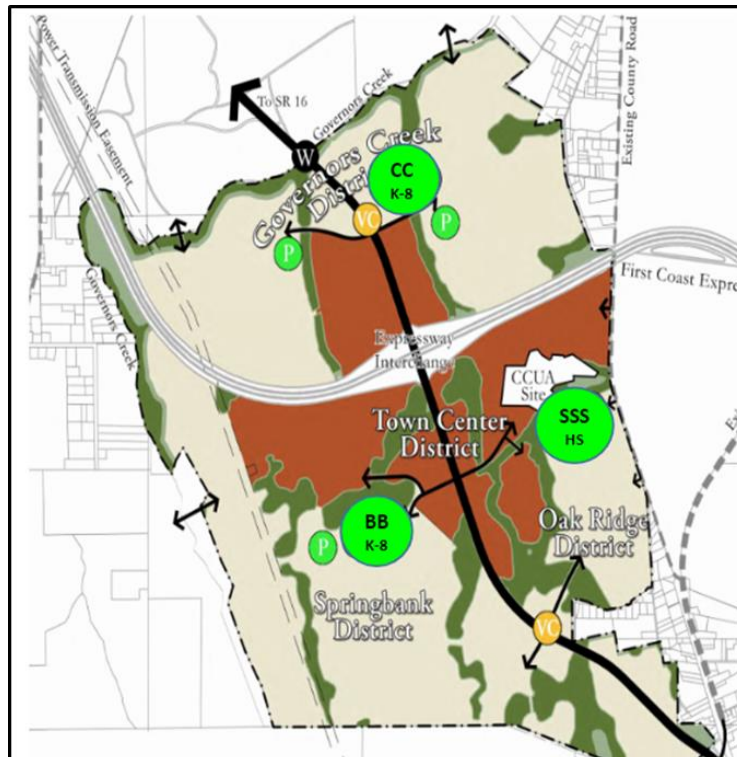 Power Transmission Easement
To SR 16
Governors Creek
Existing County Road
W
Governors Creek
District
CC
K-8
VC
P
P
Governors Creek
First Coast Expre
Expressway
Interchange
CCUA
Site
Town Center
District
SSS
HS
BB
K-8
P
Oak Ridge
District
Springbank
District
VC